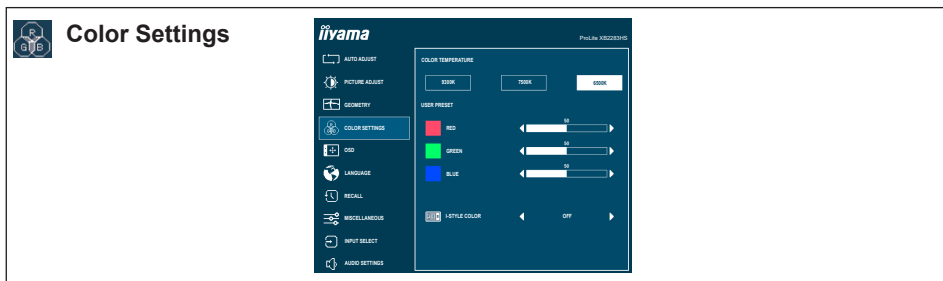 R
G B
Color Settings
iiyama
ProLite XB2283HS
AUTO ADJUST
PICTURE ADJUST
GEOMETRY
COLOR SETTINGS
OSD
LANGUAGE
RECALL
MISCELLANEOUS
INPUT SELECT
AUDIO SETTINGS
COLOR TEMPERATURE
9300K 7500K 6500K
USER PRESET
RED 50
GREEN 50
BLUE 50
i-STYLE COLOR OFF